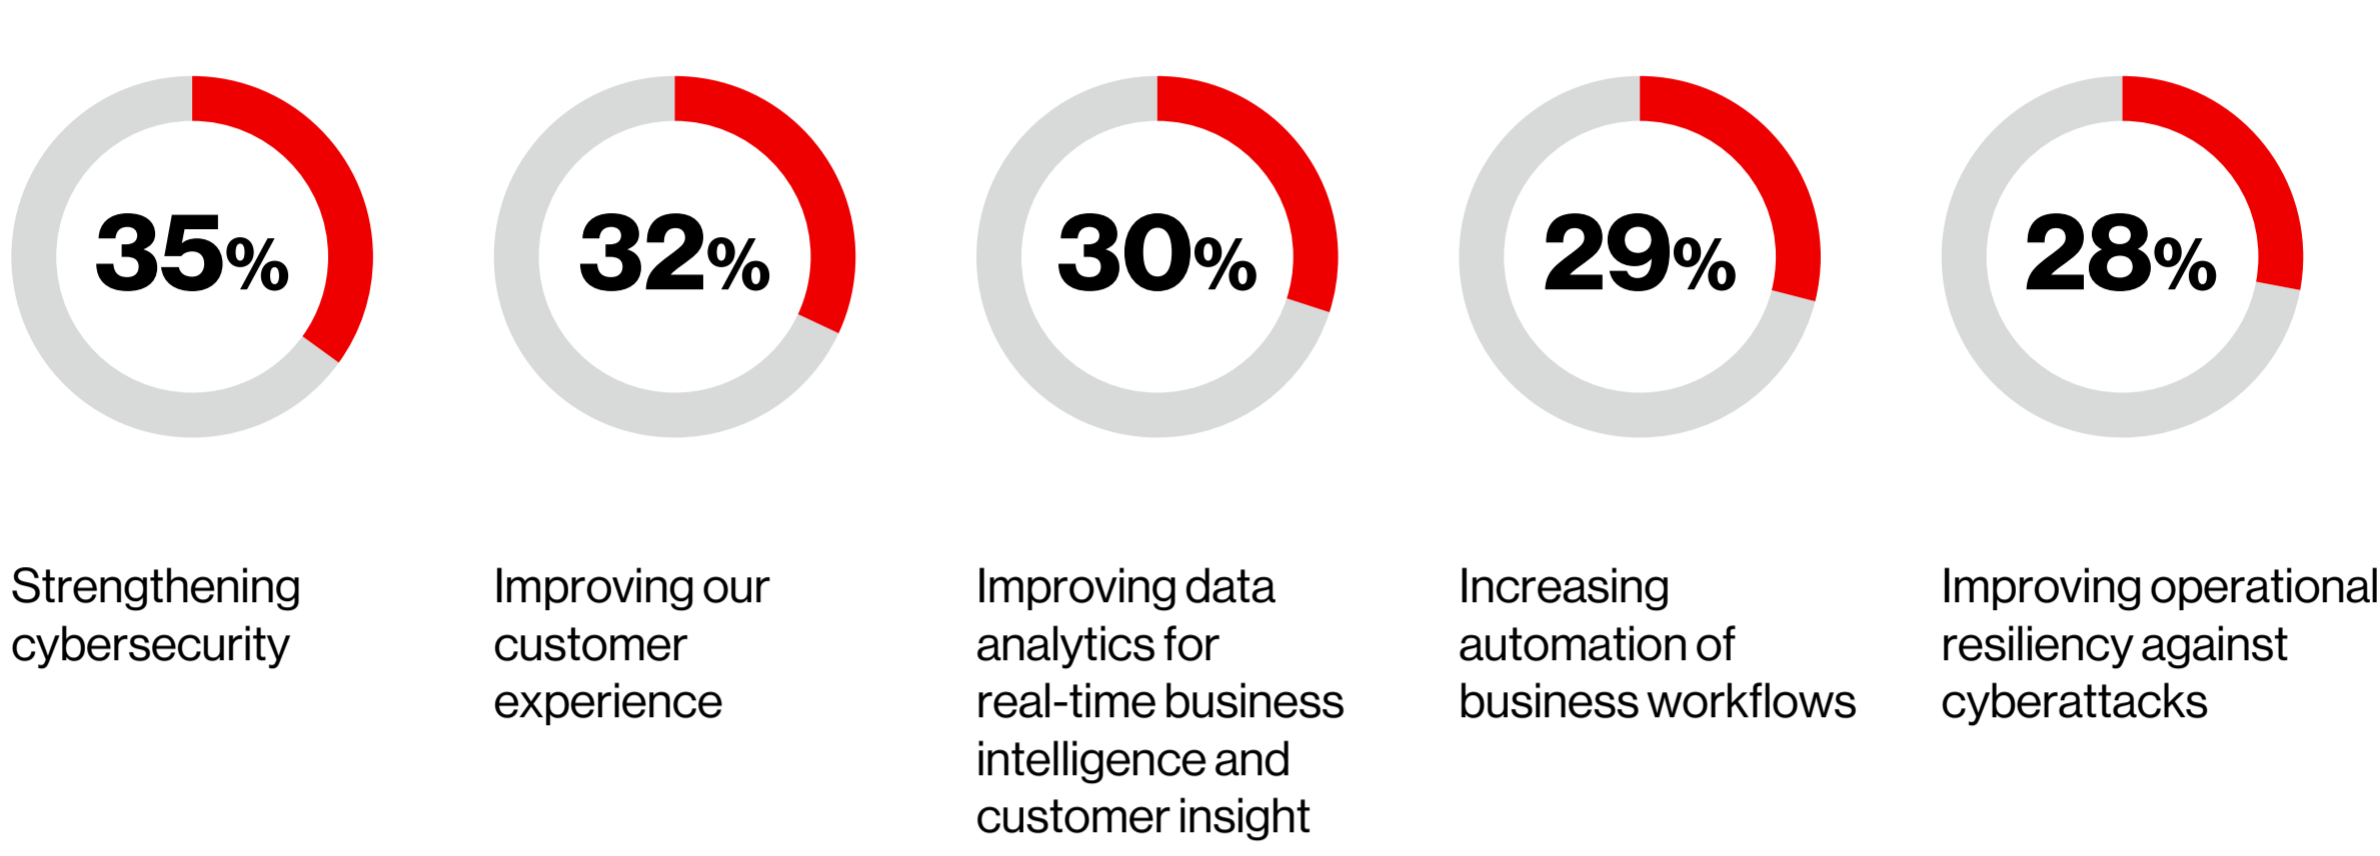 35%
Strengthening
cybersecurity
32%
Improving our
customer
experience
30%
Improving data
analytics for
real-time business
intelligence and
customer insight
29%
Increasing
automation of
business workflows
28%
Improving operational
resiliency against
cyberattacks